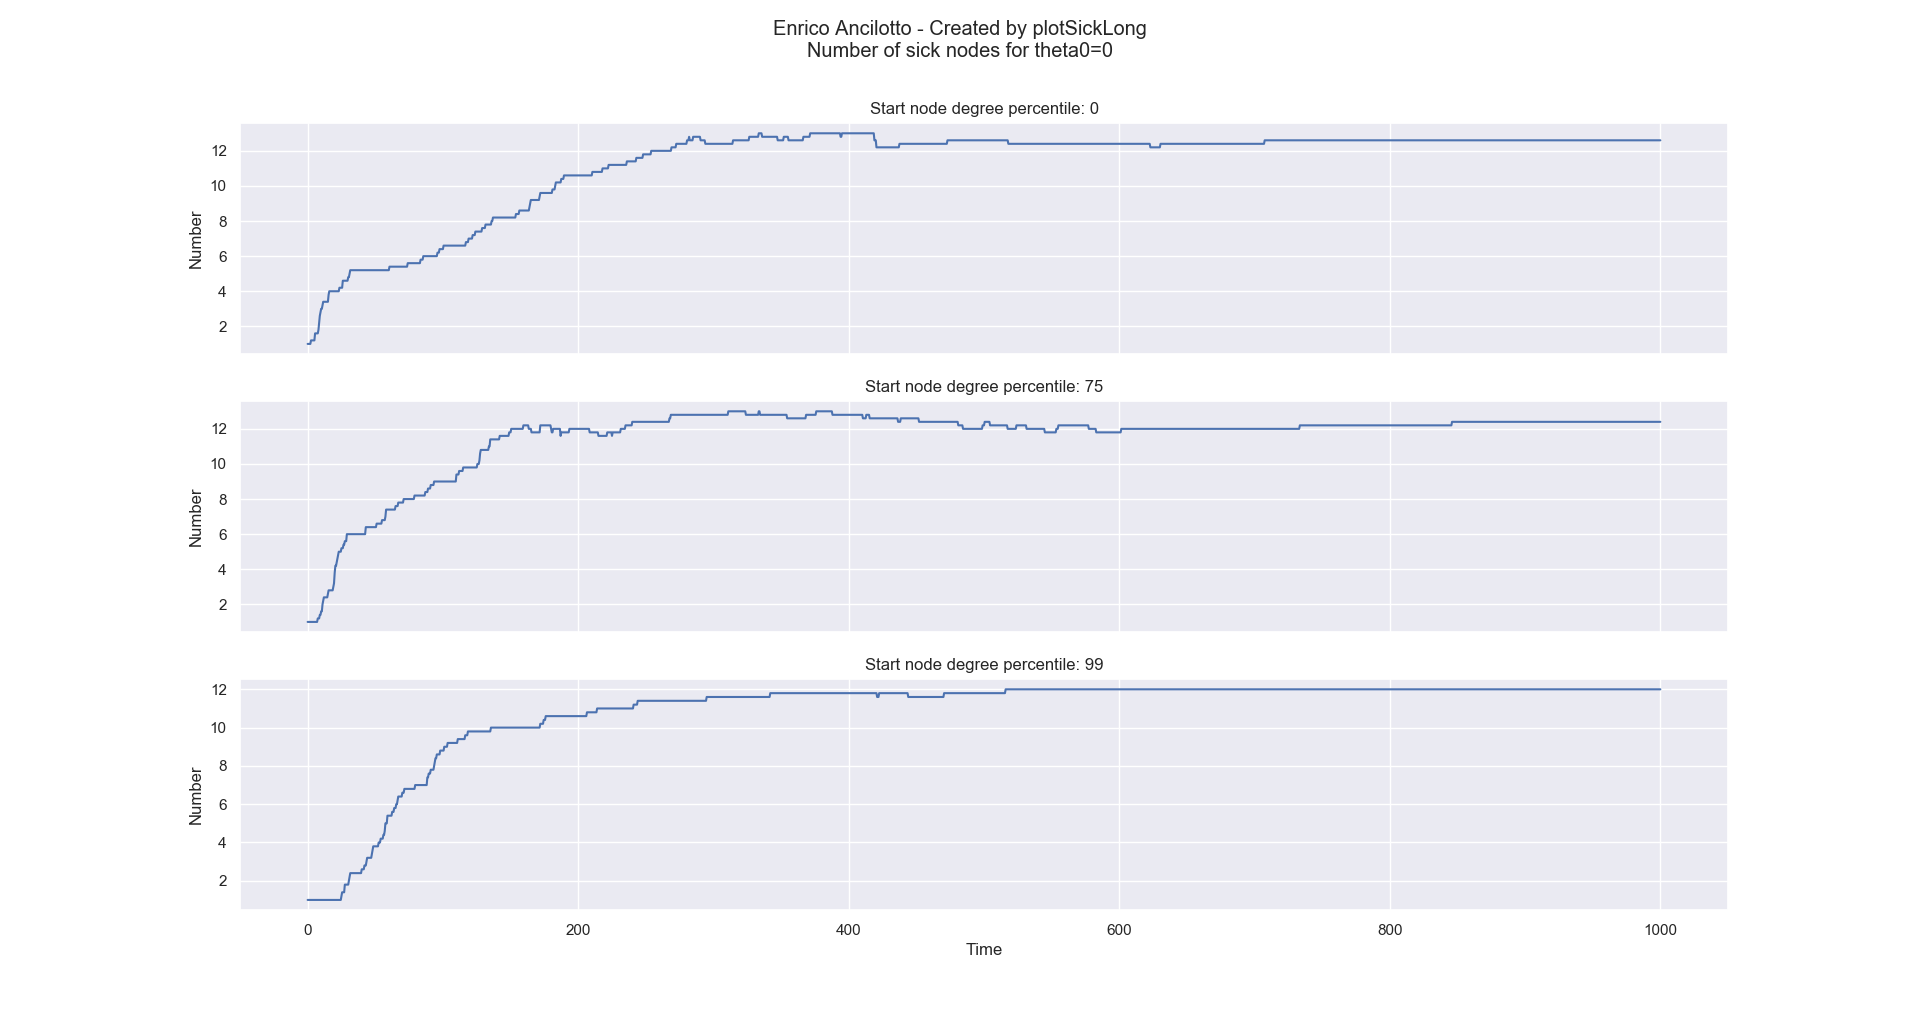 Enrico Ancilotto - Created by plotSickLong
Number of sick nodes for theta0=0
Start node degree percentile: 0
12
10
8
6
4
2
Number
Start node degree percentile: 75
12
10
8
6
4
2
Number
Start node degree percentile: 99
12
10
8
6
4
2
Number
0 200 400 600 800 1000
Time